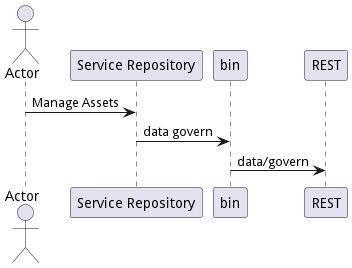 Actor
Service Repository
bin
REST
Manage Assets
data govern
data/govern
Actor
Service Repository
bin
REST